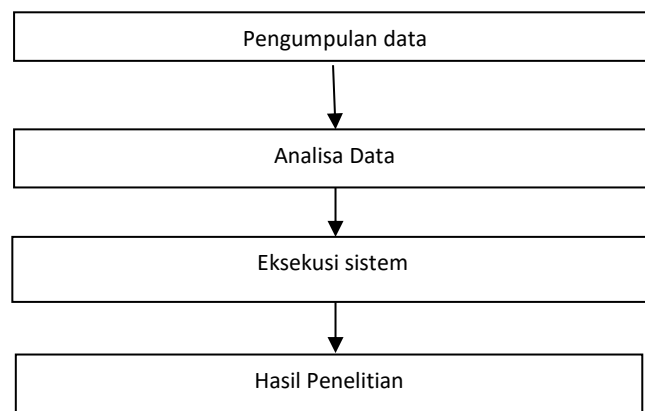 Pengumpulan data
Analisa Data
Eksekusi sistem
Hasil Penelitian